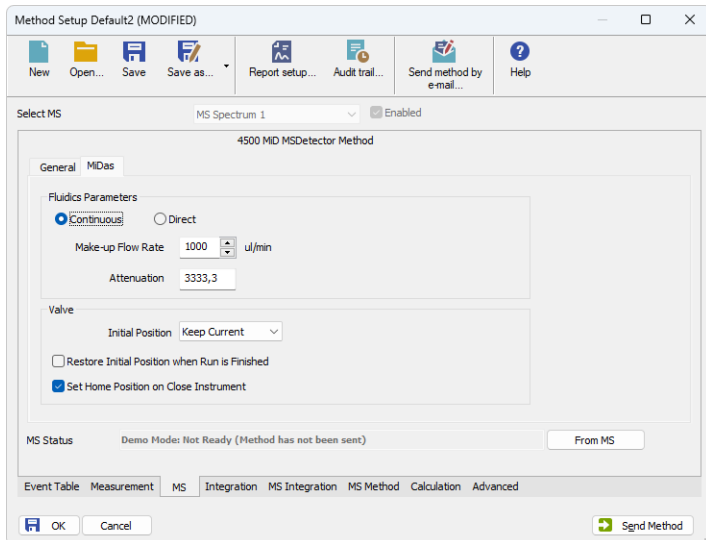 Method Setup Default2 (MODIFIED)
New Open... Save Save as... Report setup... Audit trail... Send method by e-mail... Help
Select MS MS Spectrum 1 Enabled
4500 MiD MSDetector Method
General MiDas
Fluidics Parameters
Continuous Direct
Make-up Flow Rate 1000 ul/min
Attenuation 3333,3
Valve
Initial Position Keep Current
Restore Initial Position when Run is Finished
Set Home Position on Close Instrument
MS Status Demo Mode: Not Ready (Method has not been sent) From MS
Event Table Measurement MS Integration MS Integration MS Method Calculation Advanced
OK Cancel Send Method